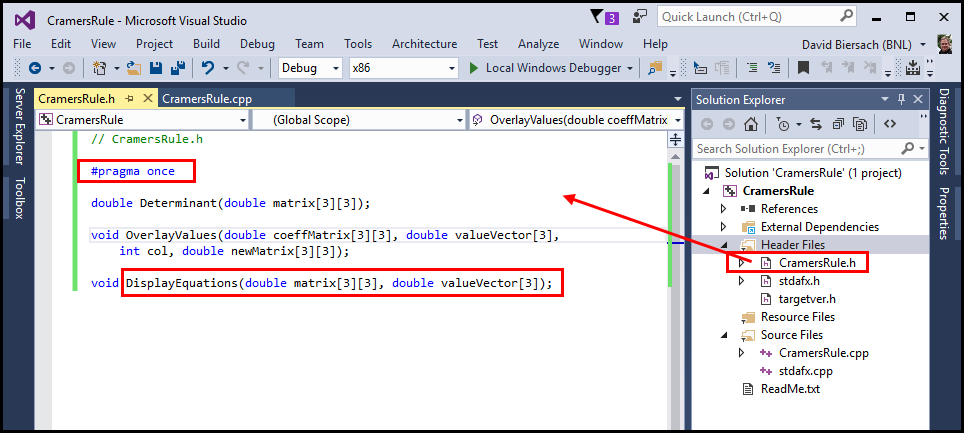 CramersRule - Microsoft Visual Studio
3
Quick Launch (Ctrl+Q)
File Edit View Project Build Debug Team Tools Architecture Test Analyze Window Help
David Biersach (BNL)
Debug x86 Local Windows Debugger
Server Explorer
Toolbox
CramersRule.h CramersRule.cpp
CramersRule (Global Scope) OverlayValues(double coeffMatrix
// CramersRule.h
#pragma once
double Determinant(double matrix[3][3]);
void OverlayValues(double coeffMatrix[3][3], double valueVector[3],
int col, double newMatrix[3][3]);
void DisplayEquations(double matrix[3][3], double valueVector[3]);
Solution Explorer
Search Solution Explorer (Ctrl+;)
Solution 'CramersRule' (1 project)
CramersRule
References
External Dependencies
Header Files
CramersRule.h
stdafx.h
targetver.h
Resource Files
Source Files
CramersRule.cpp
stdafx.cpp
ReadMe.txt
Diagnostic Tools
Properties